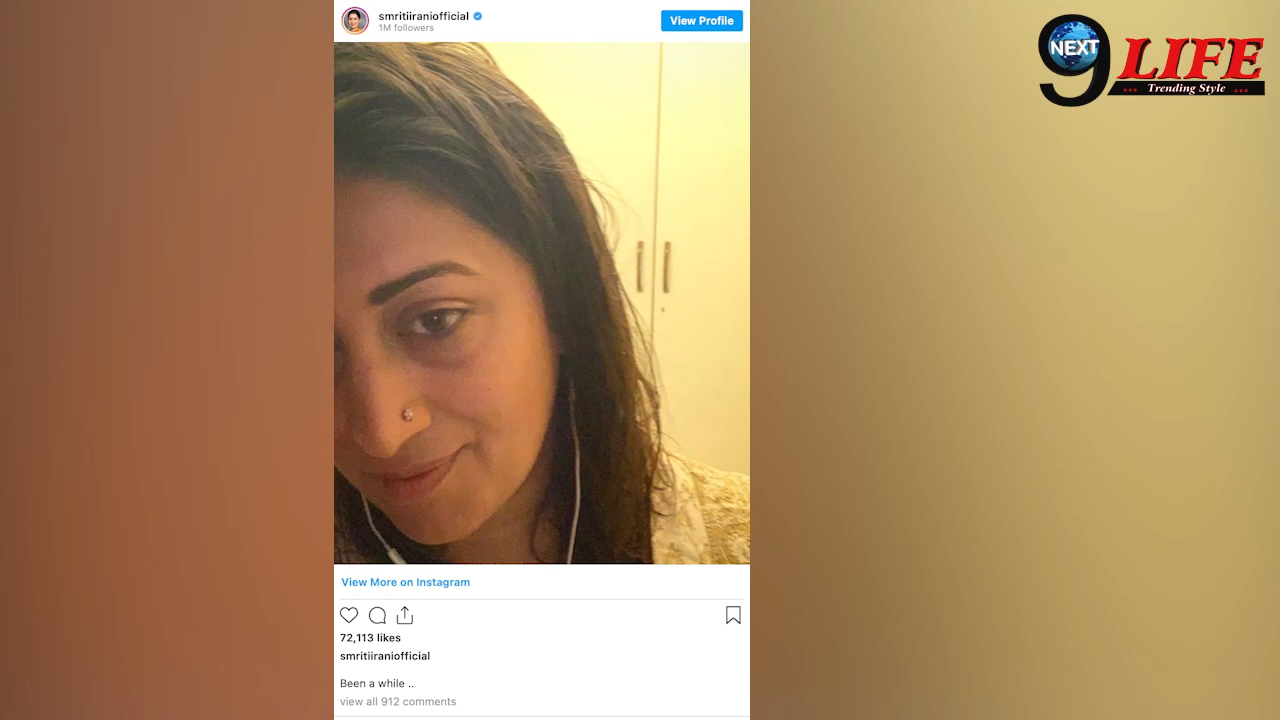 smritiiraniofficial
1M followers
View Profile
NEXT
9 LIFE
... Trending Style ...
View More on Instagram
72,113 likes
smritiiraniofficial
Been a while ..
view all 912 comments